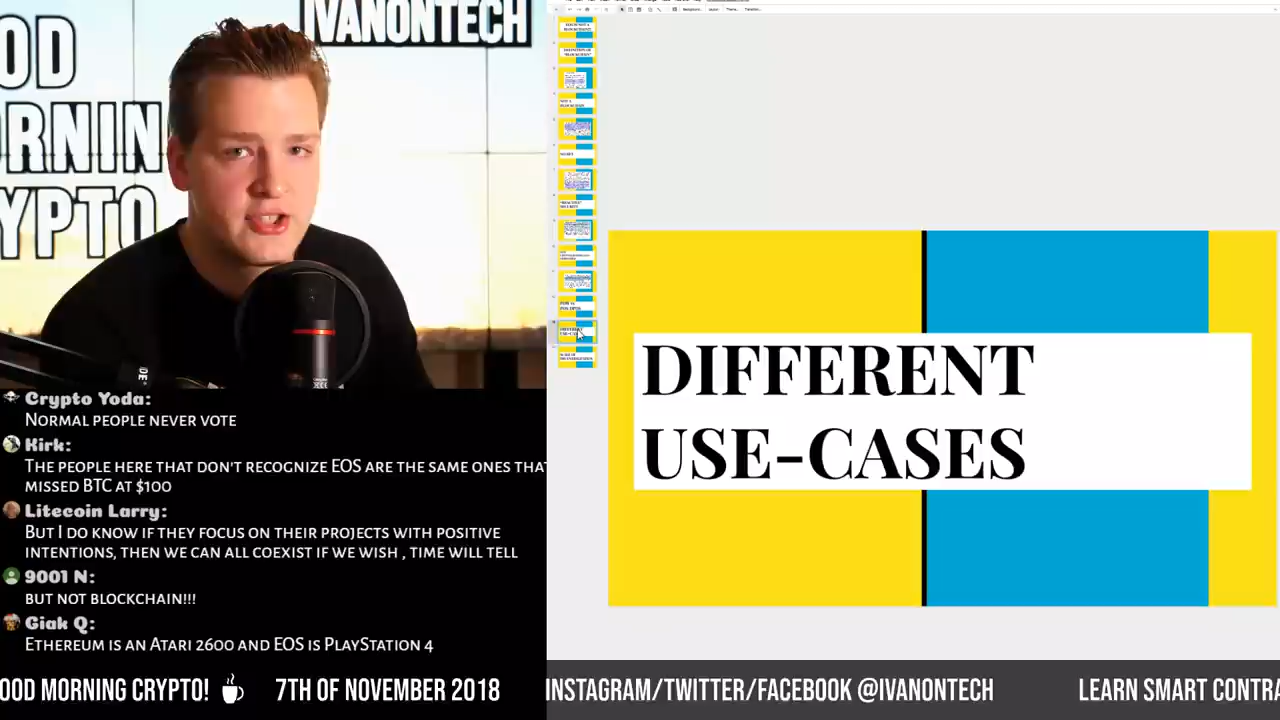 IVANONTECH
OD
RNIN
YPTO
Crypto Yoda:
Normal people never vote
Kirk:
The people here that don't recognize EOS are the same ones that
missed BTC at $100
Litecoin Larry:
But I do know if they focus on their projects with positive
intentions, then we can all coexist if we wish , time will tell
9001 N:
but not blockchain!!!
Giak Q:
Ethereum is an Atari 2600 and EOS is PlayStation 4
DIFFERENT
USE-CASES
OOD MORNING CRYPTO! 7TH OF NOVEMBER 2018 INSTAGRAM/TWITTER/FACEBOOK @IVANONTECH LEARN SMART CONTRA